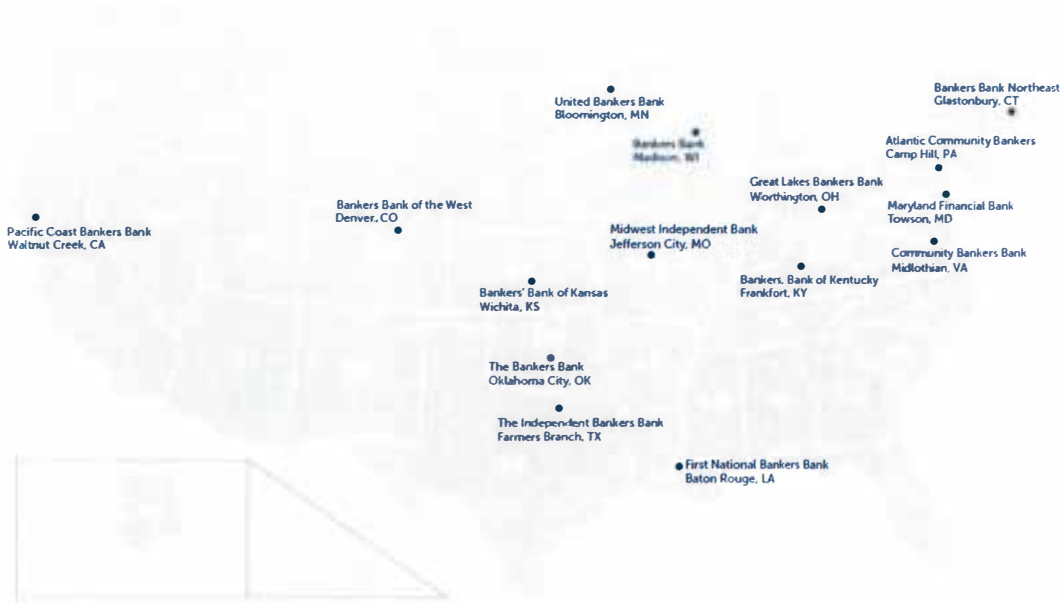 Bankers Bank Northeast
Glastonbury, CT
United Bankers Bank
Bloomington, MN
Bankers Bank
Madison, WI
Atlantic Community Bankers
Camp Hill, PA
Great Lakes Bankers Bank
Worthington, OH
Bankers Bank of the West
Denver, CO
Maryland Financial Bank
Towson, MD
Pacific Coast Bankers Bank
Waltnut Creek, CA
Midwest Independent Bank
Jefferson City, MO
Community Bankers Bank
Midlothian, VA
Bankers, Bank of Kentucky
Frankfort, KY
Bankers' Bank of Kansas
Wichita, KS
The Bankers Bank
Oklahoma City, OK
The Independent Bankers Bank
Farmers Branch, TX
First National Bankers Bank
Baton Rouge, LA